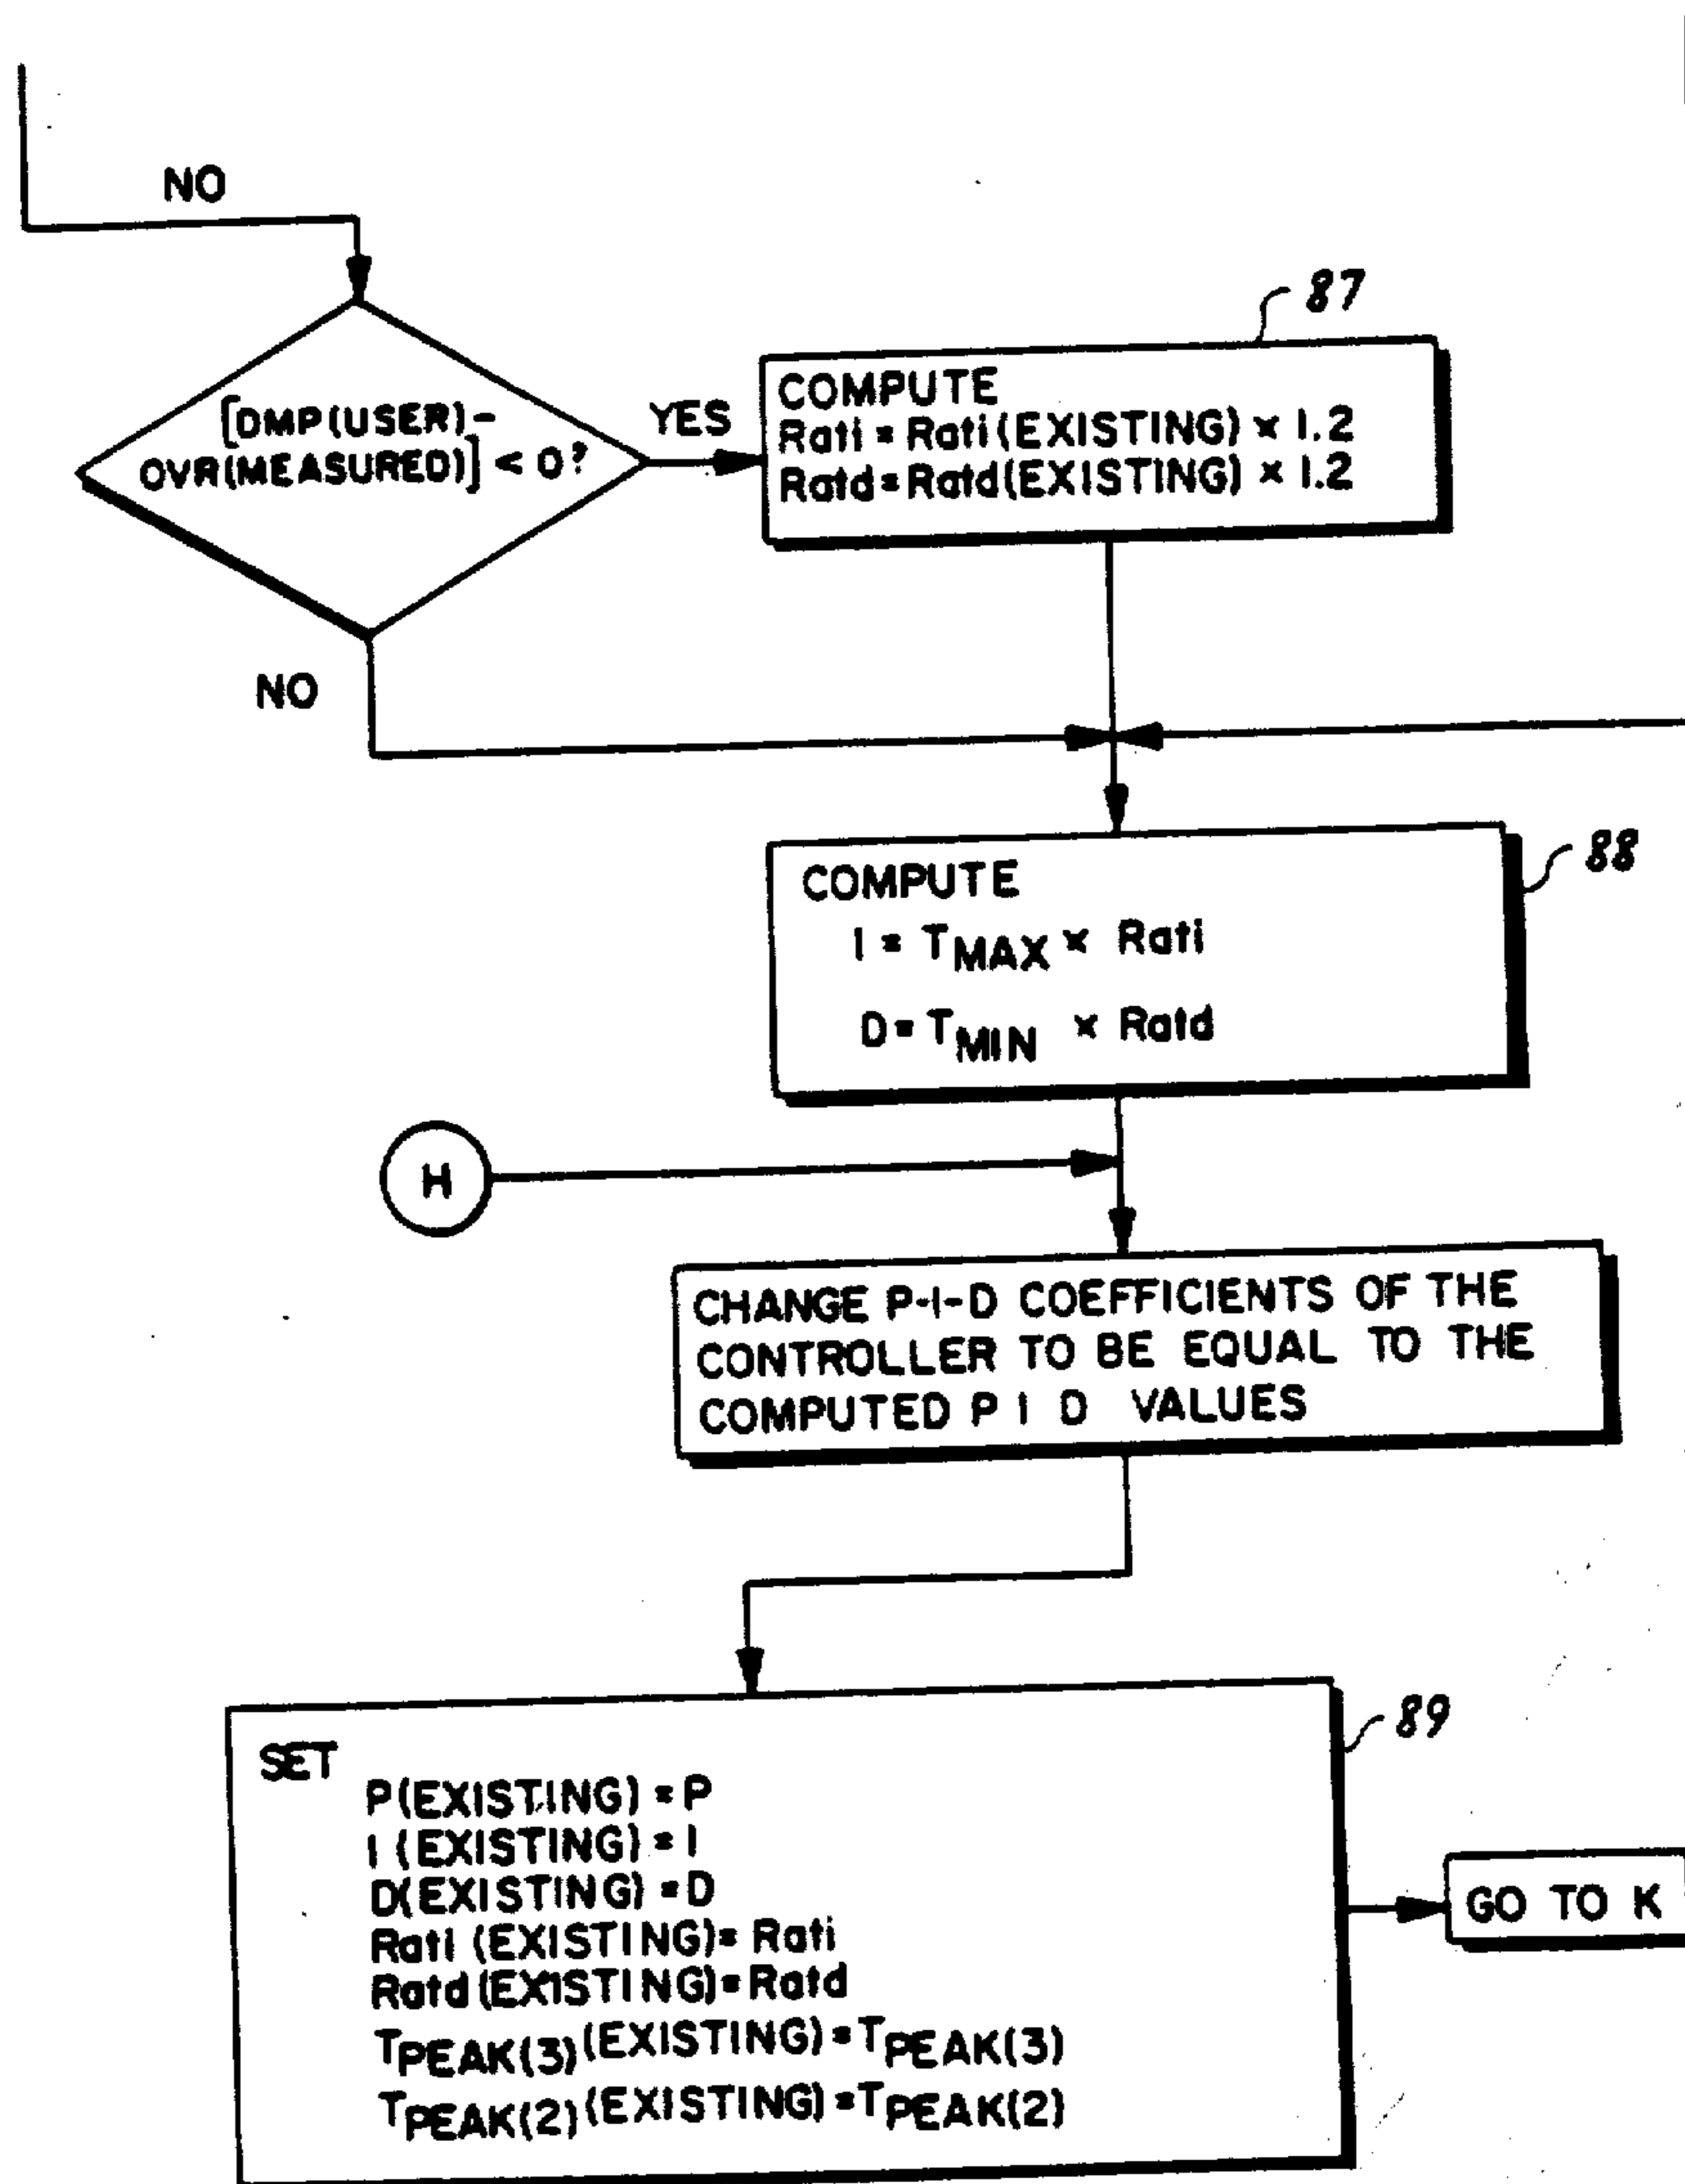 NO
[DMP(USER)-
OVR(MEASURED)] < 0?
YES
87
COMPUTE
Rati = Rati(EXISTING) x 1.2
Ratd = Ratd(EXISTING) x 1.2
NO
88
COMPUTE
I = TMAX x Rati
D = TMIN x Ratd
H
CHANGE P-I-D COEFFICIENTS OF THE
CONTROLLER TO BE EQUAL TO THE
COMPUTED P I D VALUES
89
SET
P(EXISTING) = P
I (EXISTING) = I
D(EXISTING) = D
Rati (EXISTING) = Rati
Ratd (EXISTING) = Ratd
TPEAK(3)(EXISTING) = TPEAK(3)
TPEAK(2)(EXISTING) = TPEAK(2)
GO TO K